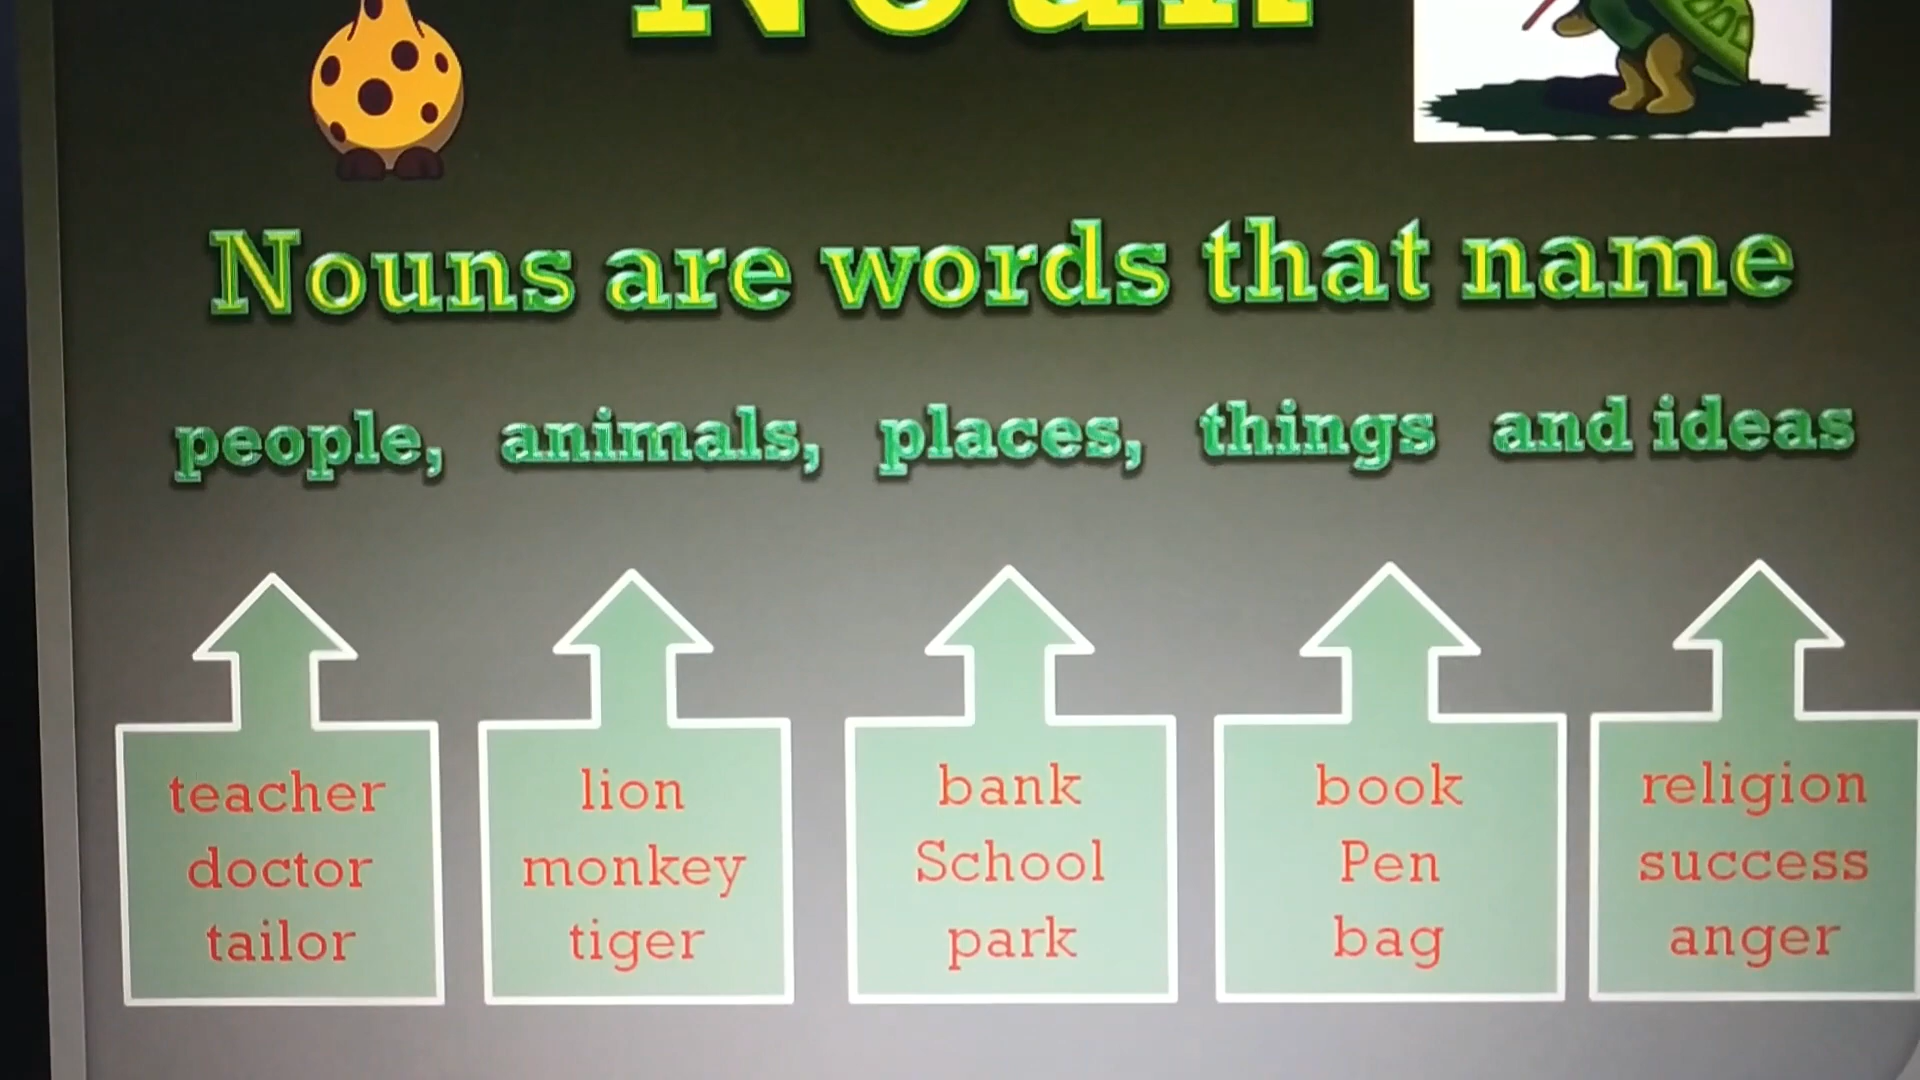 Noun
Nouns are words that name
people, animals, places, things and ideas
teacher
doctor
tailor
lion
monkey
tiger
bank
School
park
book
Pen
bag
religion
success
anger